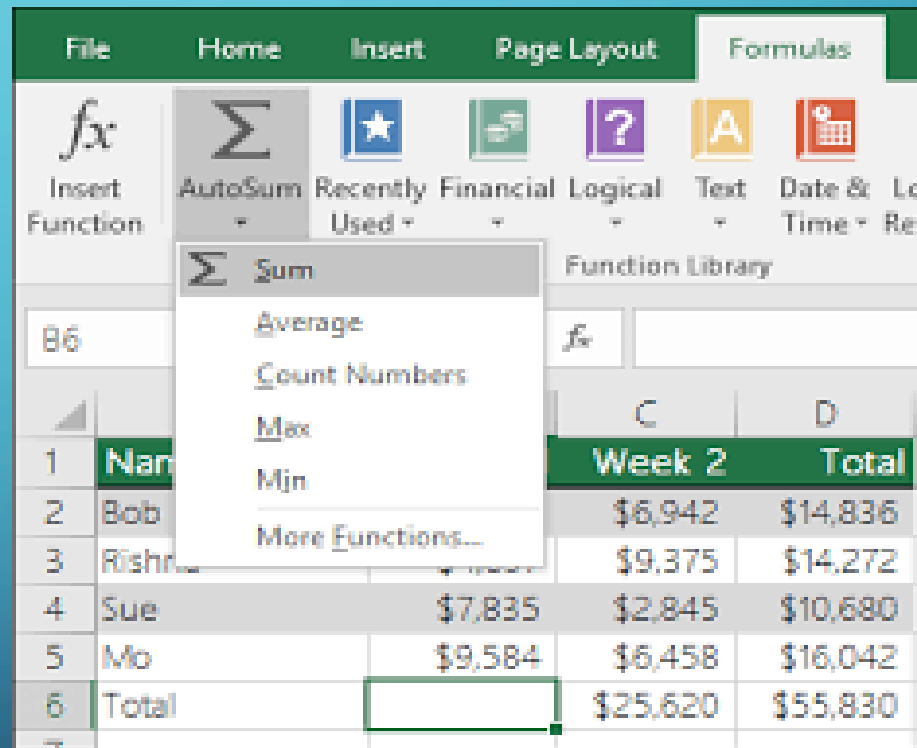 File Home Insert Page Layout Formulas
fx Σ ? A
Insert Function AutoSum Recently Used Financial Logical Text Date & Time
Function Library
Σ Sum
Average
Count Numbers
Max
Min
More Functions...
B6 fx
C D
1 Week 2 Total
2 Bob $6,942 $14,836
3 $9,375 $14,272
4 Sue $7,835 $2,845 $10,680
5 Mo $9,584 $6,458 $16,042
6 Total $25,620 $55,830